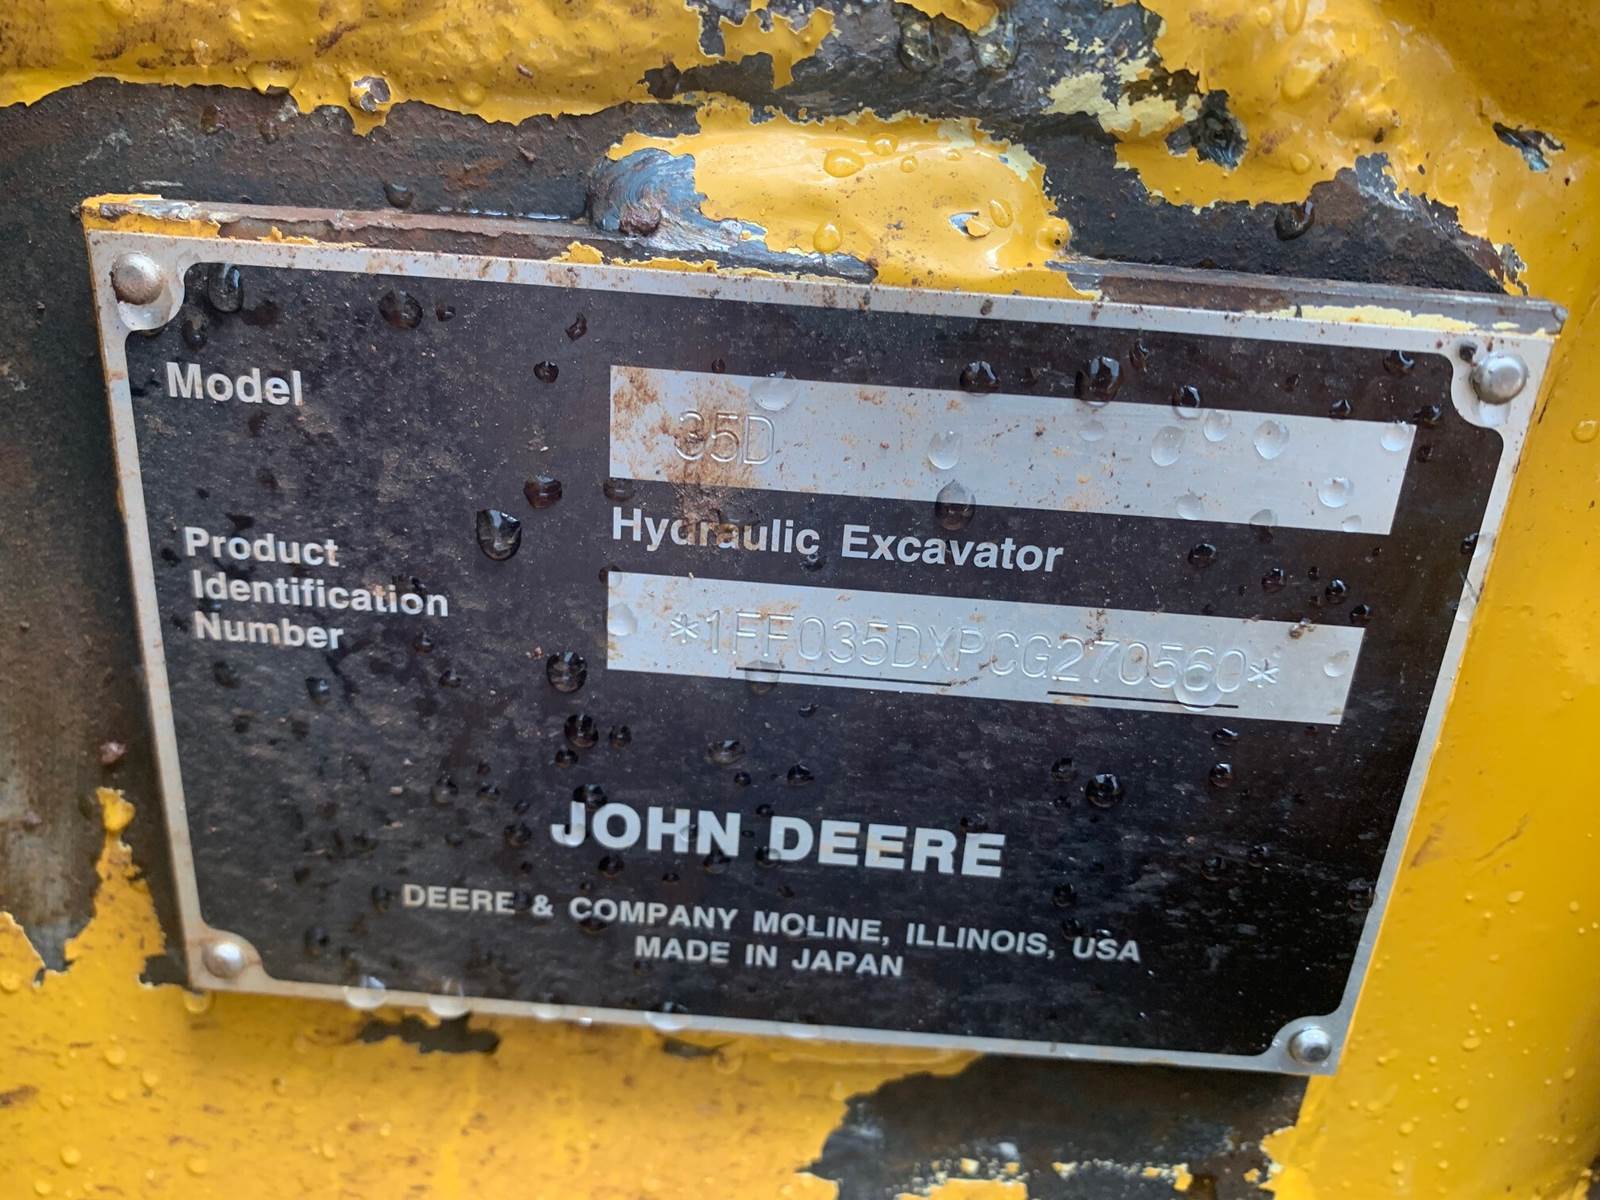 Model
35D
Hydraulic Excavator
Product
Identification
Number
*1FF035DXPCG270560*
JOHN DEERE
DEERE & COMPANY MOLINE, ILLINOIS, USA
MADE IN JAPAN